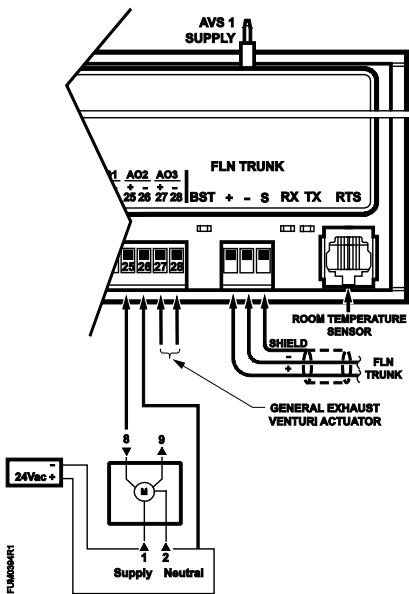 AVS 1
SUPPLY
FLN TRUNK
AO2 AO3
+ - + -
25 26 27 28
BST + - S RX TX RTS
25 26 27 28
ROOM TEMPERATURE
SENSOR
SHIELD
-
+
FLN
TRUNK
GENERAL EXHAUST
VENTURI ACTUATOR
8 9
M
-
24Vac +
1 2
Supply Neutral
FUM0394R1